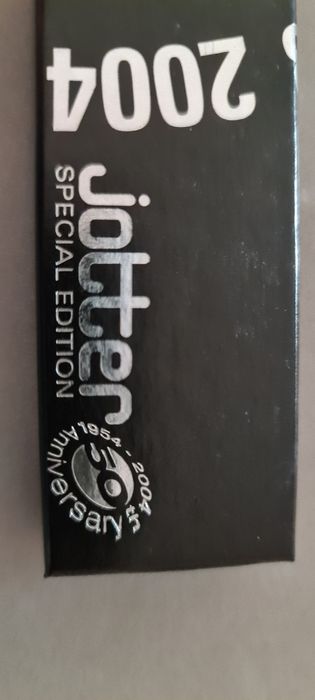 2004
jotter
SPECIAL EDITION
1954 - 2004
50th
Anniversary